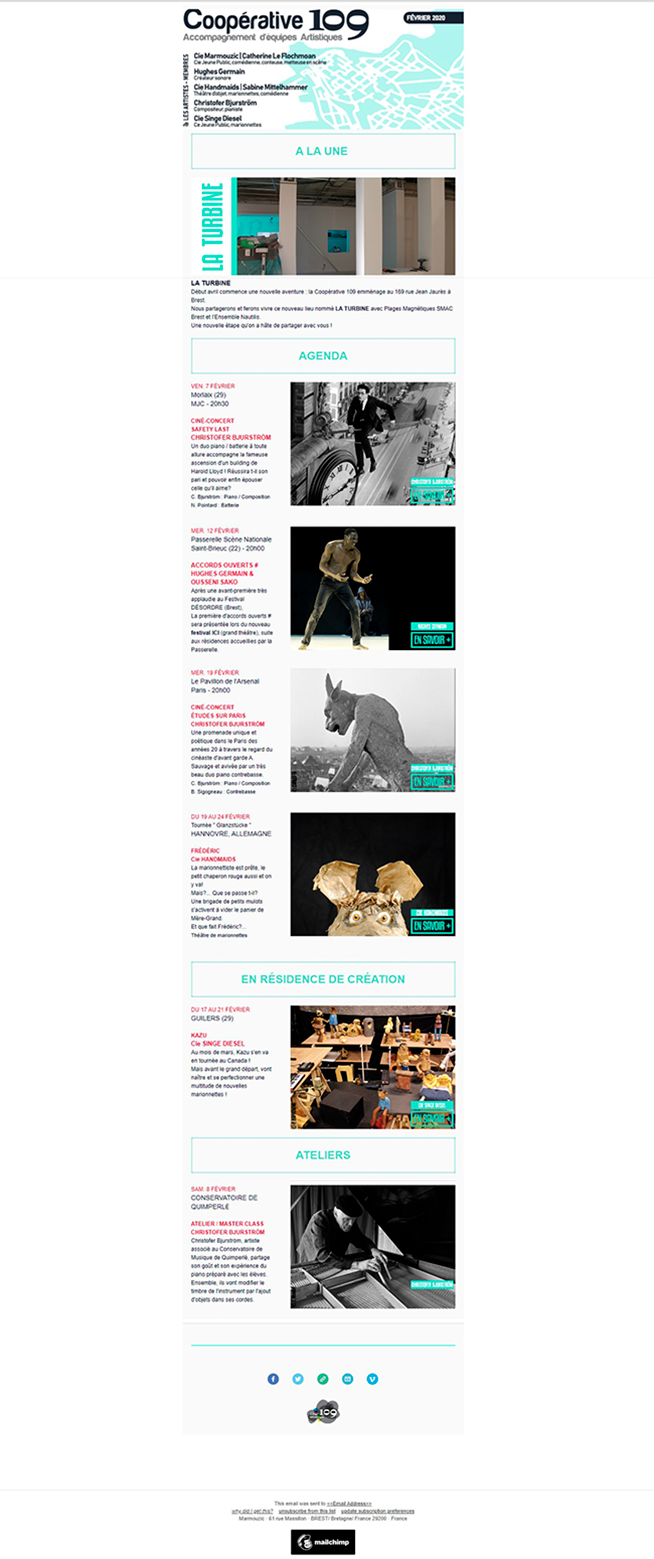 Coopérative 109
FÉVRIER 2020
Accompagnement d'équipes Artistiques
# LES ARTISTES - MEMBRES
Cie Marmouzic | Catherine Le Flochmoan
Cie Jeune Public, comédienne, conteuse, metteuse en scène
Hughes Germain
Créateur sonore
Cie Handmaids | Sabine Mittelhammer
Théâtre d'objet, marionnettes, comédienne
Christofer Bjurström
Compositeur, pianiste
Cie Singe Diesel
Cie Jeune Public, marionnettes
A LA UNE
LA TURBINE
LA TURBINE
Début avril commence une nouvelle aventure : la Coopérative 109 emménage au 159 rue Jean Jaurès à
Brest.
Nous partagerons et ferons vivre ce nouveau lieu nommé LA TURBINE avec Plages Magnétiques SMAC
Brest et l'Ensemble Nautilis.
Une nouvelle étape qu'on a hâte de partager avec vous !
AGENDA
VEN. 7 FÉVRIER
Morlaix (29)
MJC - 20h30
CINÉ-CONCERT
SAFETY LAST
CHRISTOFER BJURSTRÖM
Un duo piano / batterie à toute
allure accompagne la fameuse
ascension d'un building de
Harold Lloyd ! Réussira t-il son
pari et pouvoir enfin épouser
celle qu'il aime?
C. Bjurström : Piano / Composition
N. Pointard : Batterie
CHRISTOFER BJURSTRÖM
EN SAVOIR +
MER. 12 FÉVRIER
Passerelle Scène Nationale
Saint-Brieuc (22) - 20h00
ACCORDS OUVERTS #
HUGHES GERMAIN &
OUSSENI SAKO
Après une avant-première très
applaudie au Festival
DÉSORDRE (Brest),
La première d'accords ouverts #
sera présentée lors du nouveau
festival ICI (grand théâtre), suite
aux résidences accueillies par la
Passerelle.
HUGHES GERMAIN
EN SAVOIR +
MER. 19 FÉVRIER
Le Pavillon de l'Arsenal
Paris - 20h00
CINÉ-CONCERT
ÉTUDES SUR PARIS
CHRISTOFER BJURSTRÖM
Une promenade unique et
poétique dans le Paris des
années 20 à travers le regard du
cinéaste d'avant garde A.
Sauvage et avivée par un très
beau duo piano contrebasse.
C. Bjurström : Piano / Composition
B. Sigogneau : Contrebasse
CHRISTOFER BJURSTRÖM
EN SAVOIR +
DU 19 AU 24 FÉVRIER
Tournée " Glanzstücke "
HANNOVRE, ALLEMAGNE
FRÉDÉRIC
Cie HANDMAIDS
La marionnettiste est prête, le
petit chaperon rouge aussi et on
y va!
Mais?... Que se passe t-il?
Une brigade de petits mulots
s'activent à vider le panier de
Mère-Grand.
Et que fait Frédéric?...
Théâtre de marionnettes
CIE HANDMAIDS
EN SAVOIR +
EN RÉSIDENCE DE CRÉATION
DU 17 AU 21 FÉVRIER
GUILERS (29)
KAZU
Cie SINGE DIESEL
Au mois de mars, Kazu s'en va
en tournée au Canada !
Mais avant le grand départ, vont
naître et se perfectionner une
multitude de nouvelles
marionnettes !
CIE SINGE DIESEL
EN SAVOIR +
ATELIERS
SAM. 8 FÉVRIER
CONSERVATOIRE DE
QUIMPERLÉ
ATELIER / MASTER-CLASS
CHRISTOFER BJURSTRÖM
Christofer Bjurström, artiste
associé au Conservatoire de
Musique de Quimperlé, partage
son goût et son expérience du
piano préparé avec les élèves.
Ensemble, ils vont modifier le
timbre de l'instrument par l'ajout
d'objets dans ses cordes.
CHRISTOFER BJURSTRÖM
109
This email was sent to <<Email Address>>
why did I get this? unsubscribe from this list update subscription preferences
Marmouzic · 61 rue Massillon · BREST/ Bretagne/ France 29200 · France
mailchimp